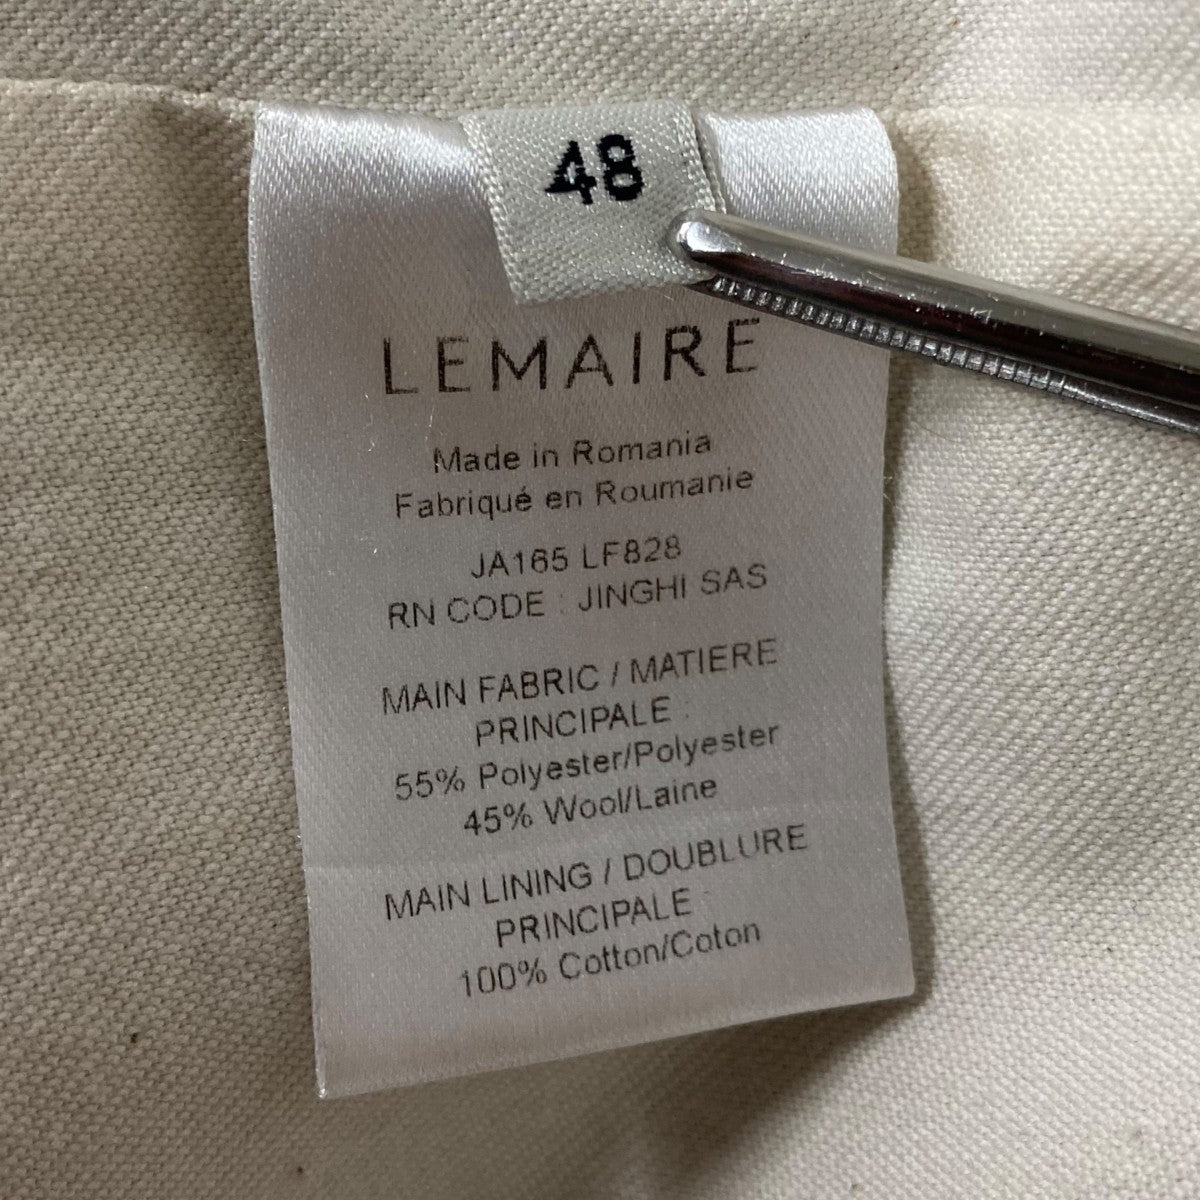 48
LEMAIRE
Made in Romania
Fabriqué en Roumanie
JA165 LF828
RN CODE : JINGHI SAS
MAIN FABRIC / MATIERE
PRINCIPALE :
55% Polyester/Polyester
45% Wool/Laine
MAIN LINING / DOUBLURE
PRINCIPALE :
100% Cotton/Coton